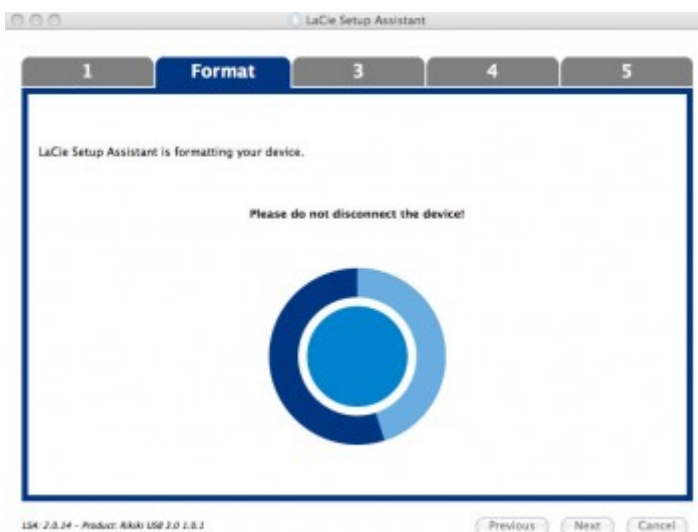 LaCie Setup Assistant
1 Format 3 4 5
LaCie Setup Assistant is formatting your device.
Please do not disconnect the device!
LSA: 2.0.14 - Product: Rikiki USB 3.0 1.0.1
Previous Next Cancel